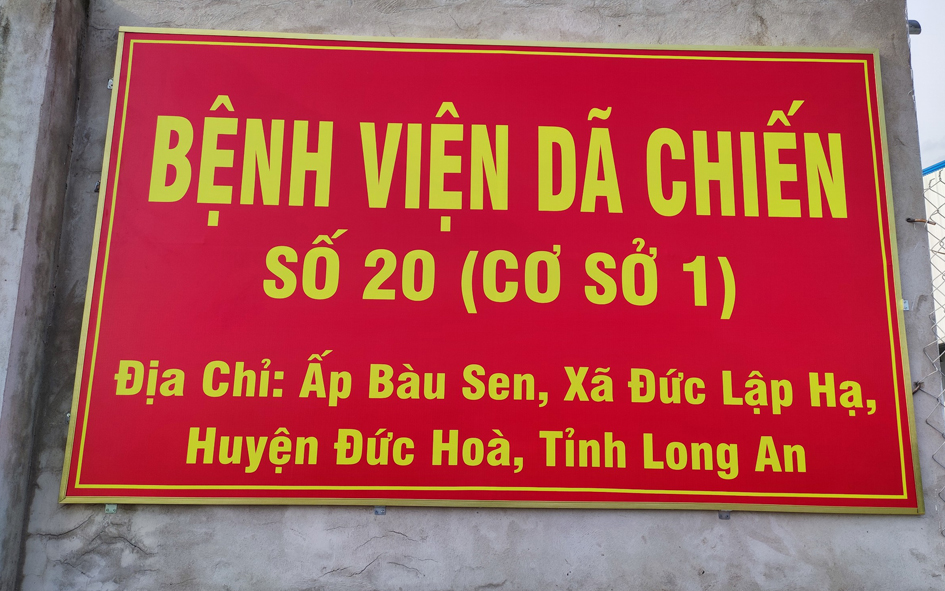 BỆNH VIỆN DÃ CHIẾN
SỐ 20 (CƠ SỞ 1)
Địa Chỉ: Ấp Bàu Sen, Xã Đức Lập Hạ,
Huyện Đức Hoà, Tỉnh Long An